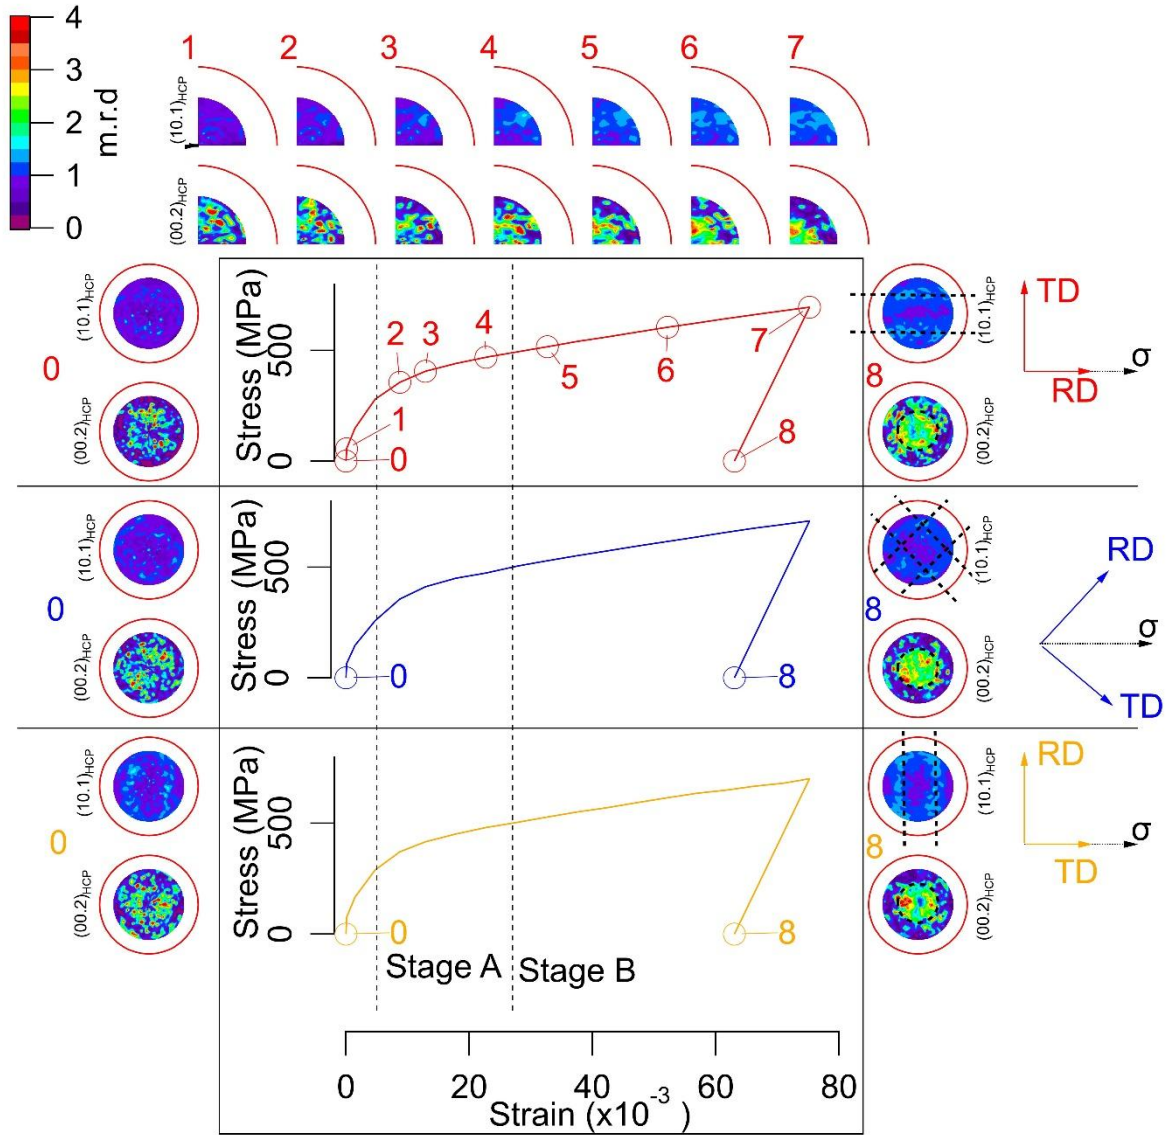 4
3
2
1
0
m.r.d
1 2 3 4 5 6 7
(10.1)HCP
(00.2)HCP
0
(10.1)HCP
(00.2)HCP
Stress (MPa)
500
0
0
1
2
3
4
5
6
7
8
8
(10.1)HCP
(00.2)HCP
TD
RD
σ
0
(10.1)HCP
(00.2)HCP
Stress (MPa)
500
0
0
8
8
(10.1)HCP
(00.2)HCP
RD
σ
TD
0
(10.1)HCP
(00.2)HCP
Stress (MPa)
500
0
0
8
8
(10.1)HCP
(00.2)HCP
RD
σ
TD
Stage A
Stage B
0 20 40 60 80
Strain (x10⁻³)